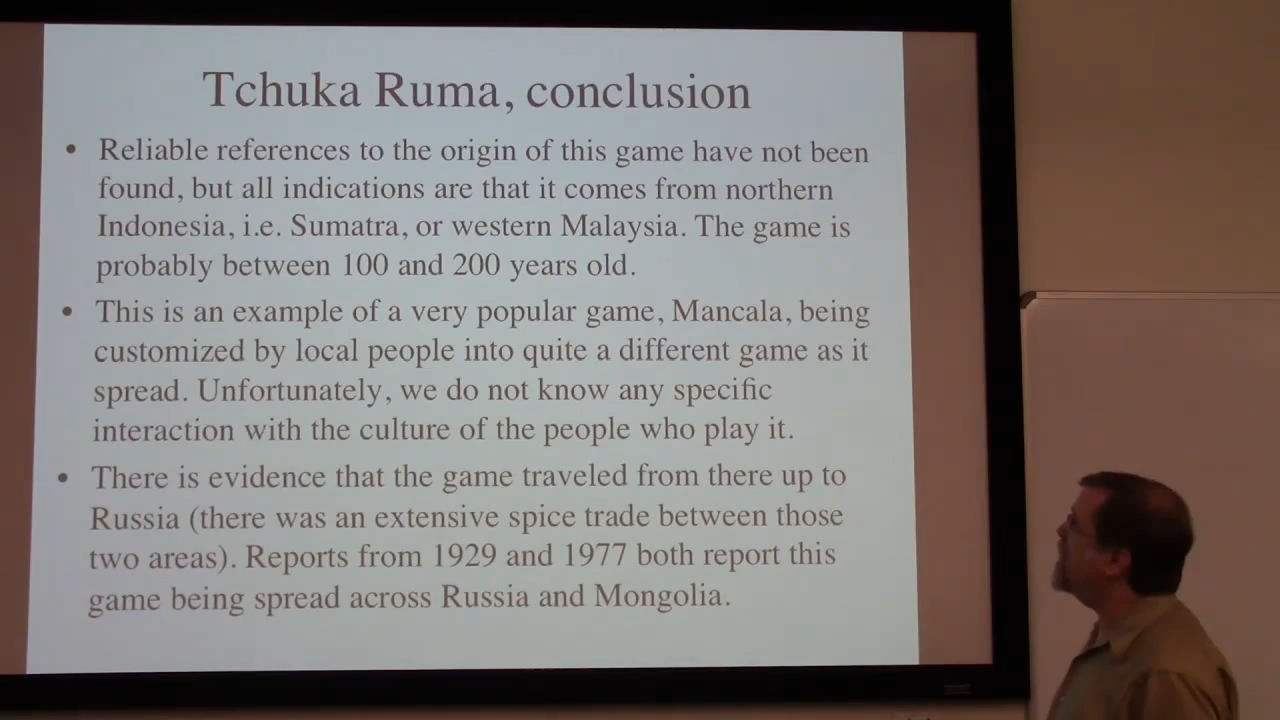 Tchuka Ruma, conclusion
• Reliable references to the origin of this game have not been
found, but all indications are that it comes from northern
Indonesia, i.e. Sumatra, or western Malaysia. The game is
probably between 100 and 200 years old.
• This is an example of a very popular game, Mancala, being
customized by local people into quite a different game as it
spread. Unfortunately, we do not know any specific
interaction with the culture of the people who play it.
• There is evidence that the game traveled from there up to
Russia (there was an extensive spice trade between those
two areas). Reports from 1929 and 1977 both report this
game being spread across Russia and Mongolia.